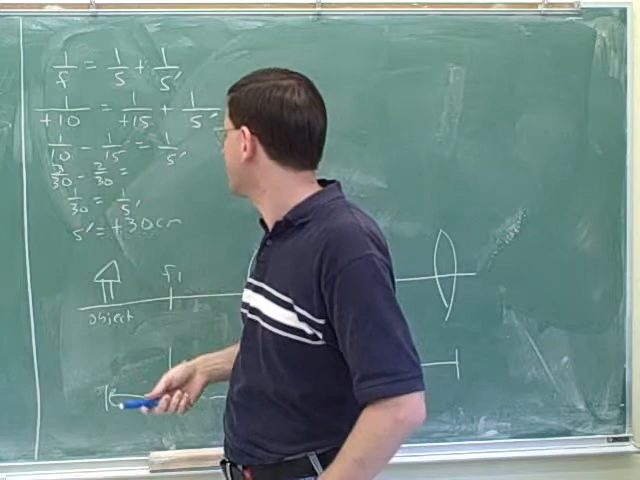 1/f = 1/s + 1/s'
1/+10 = 1/+15 + 1/s'
1/10 - 1/15 = 1/s'
3/30 - 2/30 =
1/30 = 1/s'
s' = +30cm
f1
object